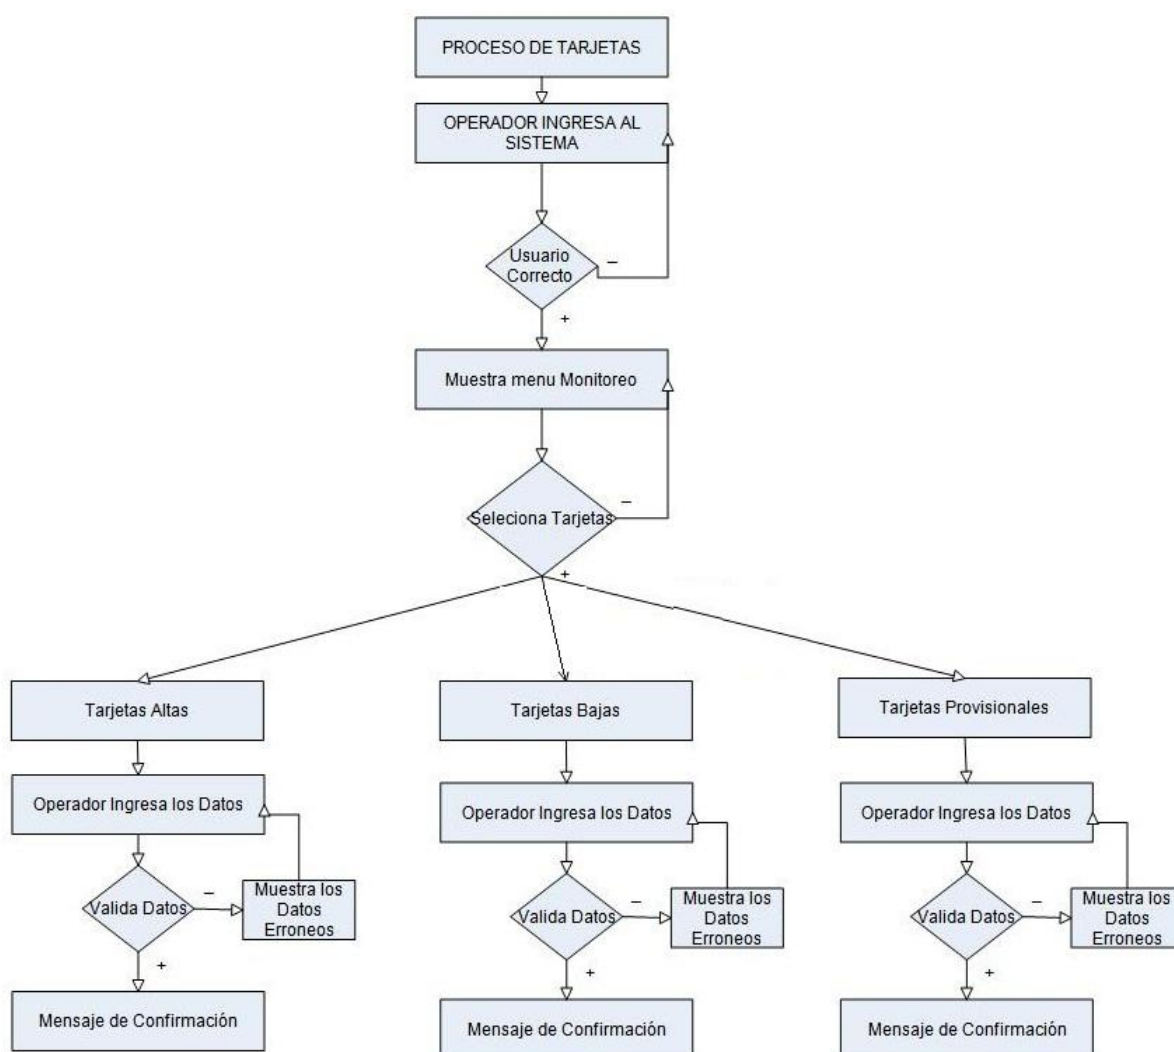 PROCESO DE TARJETAS
OPERADOR INGRESA AL
SISTEMA
Usuario
Correcto
–
+
Muestra menu Monitoreo
Seleciona Tarjetas
–
+
Tarjetas Altas
Operador Ingresa los Datos
Valida Datos
–
Muestra los
Datos
Erroneos
+
Mensaje de Confirmación
Tarjetas Bajas
Operador Ingresa los Datos
Valida Datos
–
Muestra los
Datos
Erroneos
+
Mensaje de Confirmación
Tarjetas Provisionales
Operador Ingresa los Datos
Valida Datos
–
Muestra los
Datos
Erroneos
+
Mensaje de Confirmación